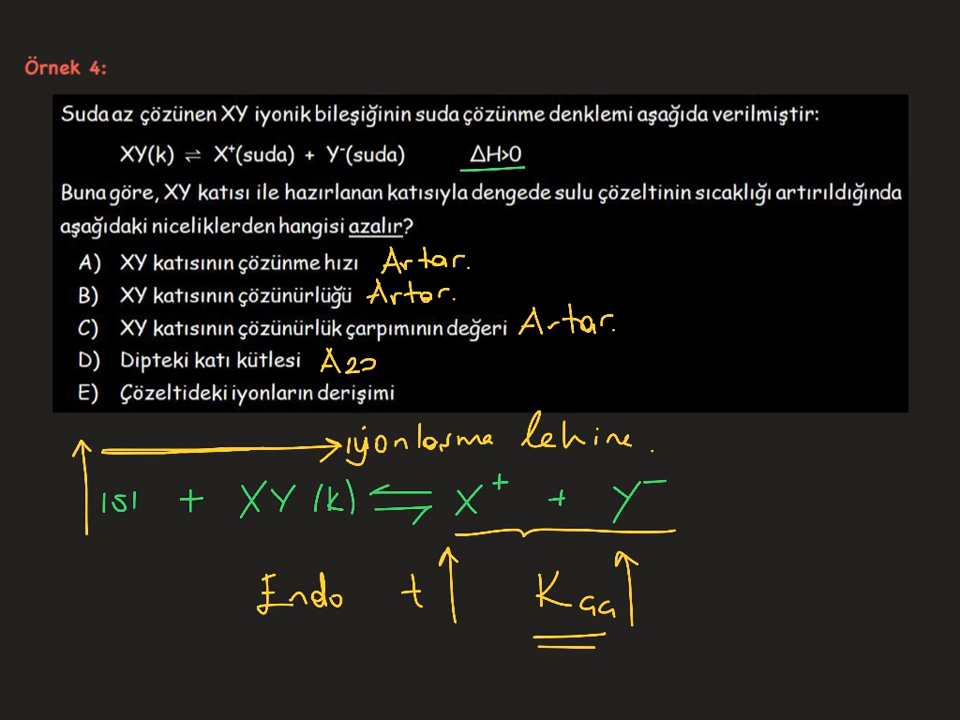 Örnek 4:
Suda az çözünen XY iyonik bileşiğinin suda çözünme denklemi aşağıda verilmiştir:
XY(k) ⇌ X⁺(suda) + Y⁻(suda) ΔH>0
Buna göre, XY katısı ile hazırlanan katısıyla dengede sulu çözeltinin sıcaklığı artırıldığında
aşağıdaki niceliklerden hangisi azalır?
A) XY katısının çözünme hızı Artar.
B) XY katısının çözünürlüğü Artar.
C) XY katısının çözünürlük çarpımının değeri Artar.
D) Dipteki katı kütlesi Aza
E) Çözeltideki iyonların derişimi
iyonlaşma lehine.
ısı + XY(k) ⇌ X⁺ + Y⁻
Endo t↑ Kçç↑